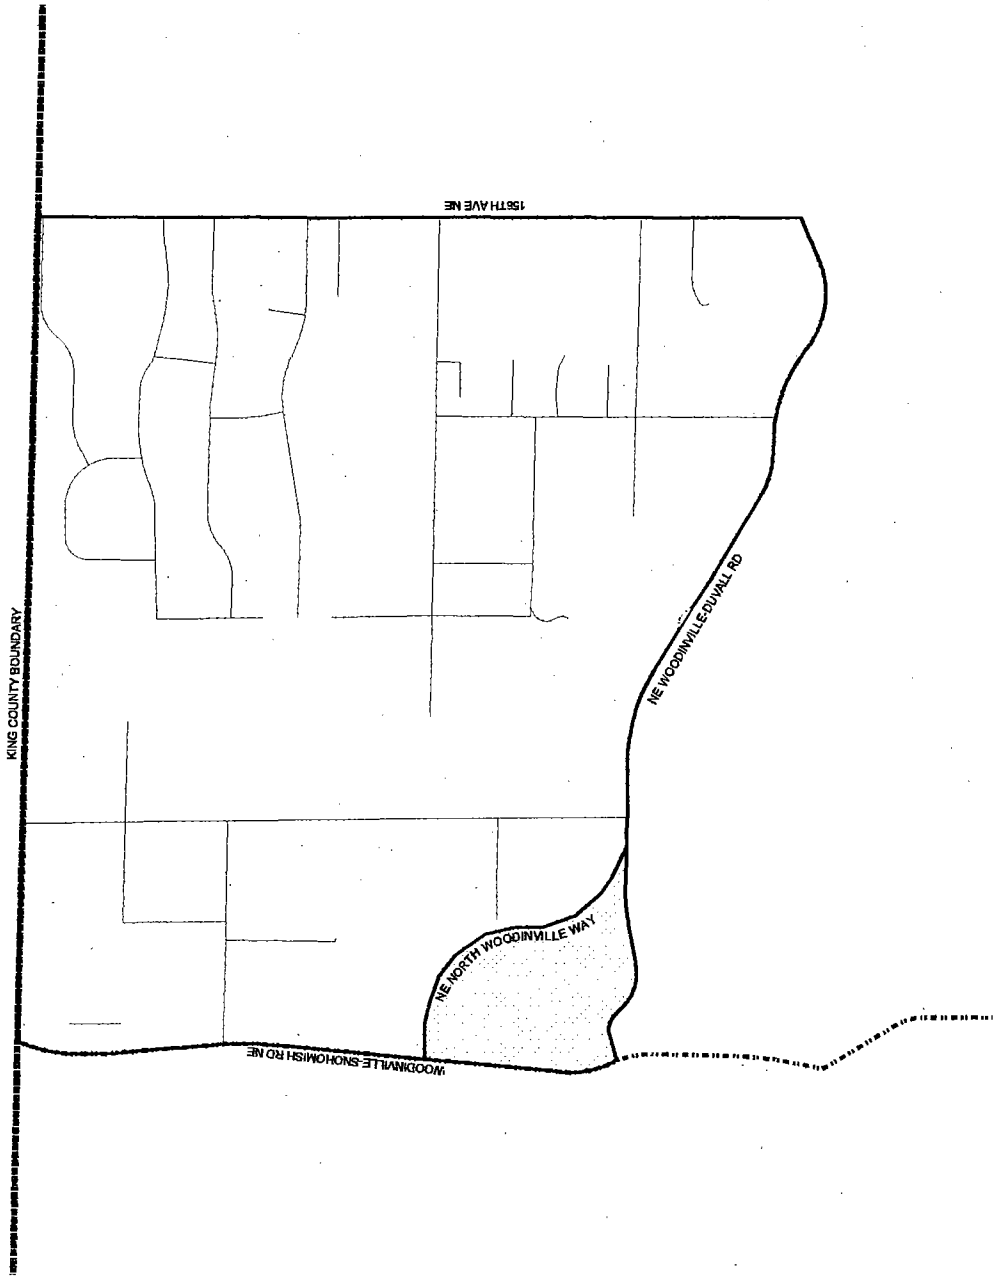 156TH AVE NE
KING COUNTY BOUNDARY
NE WOODINVILLE-DUVALL RD
NE NORTH WOODINVILLE WAY
WOODINVILLE-SNOHOMISH RD NE